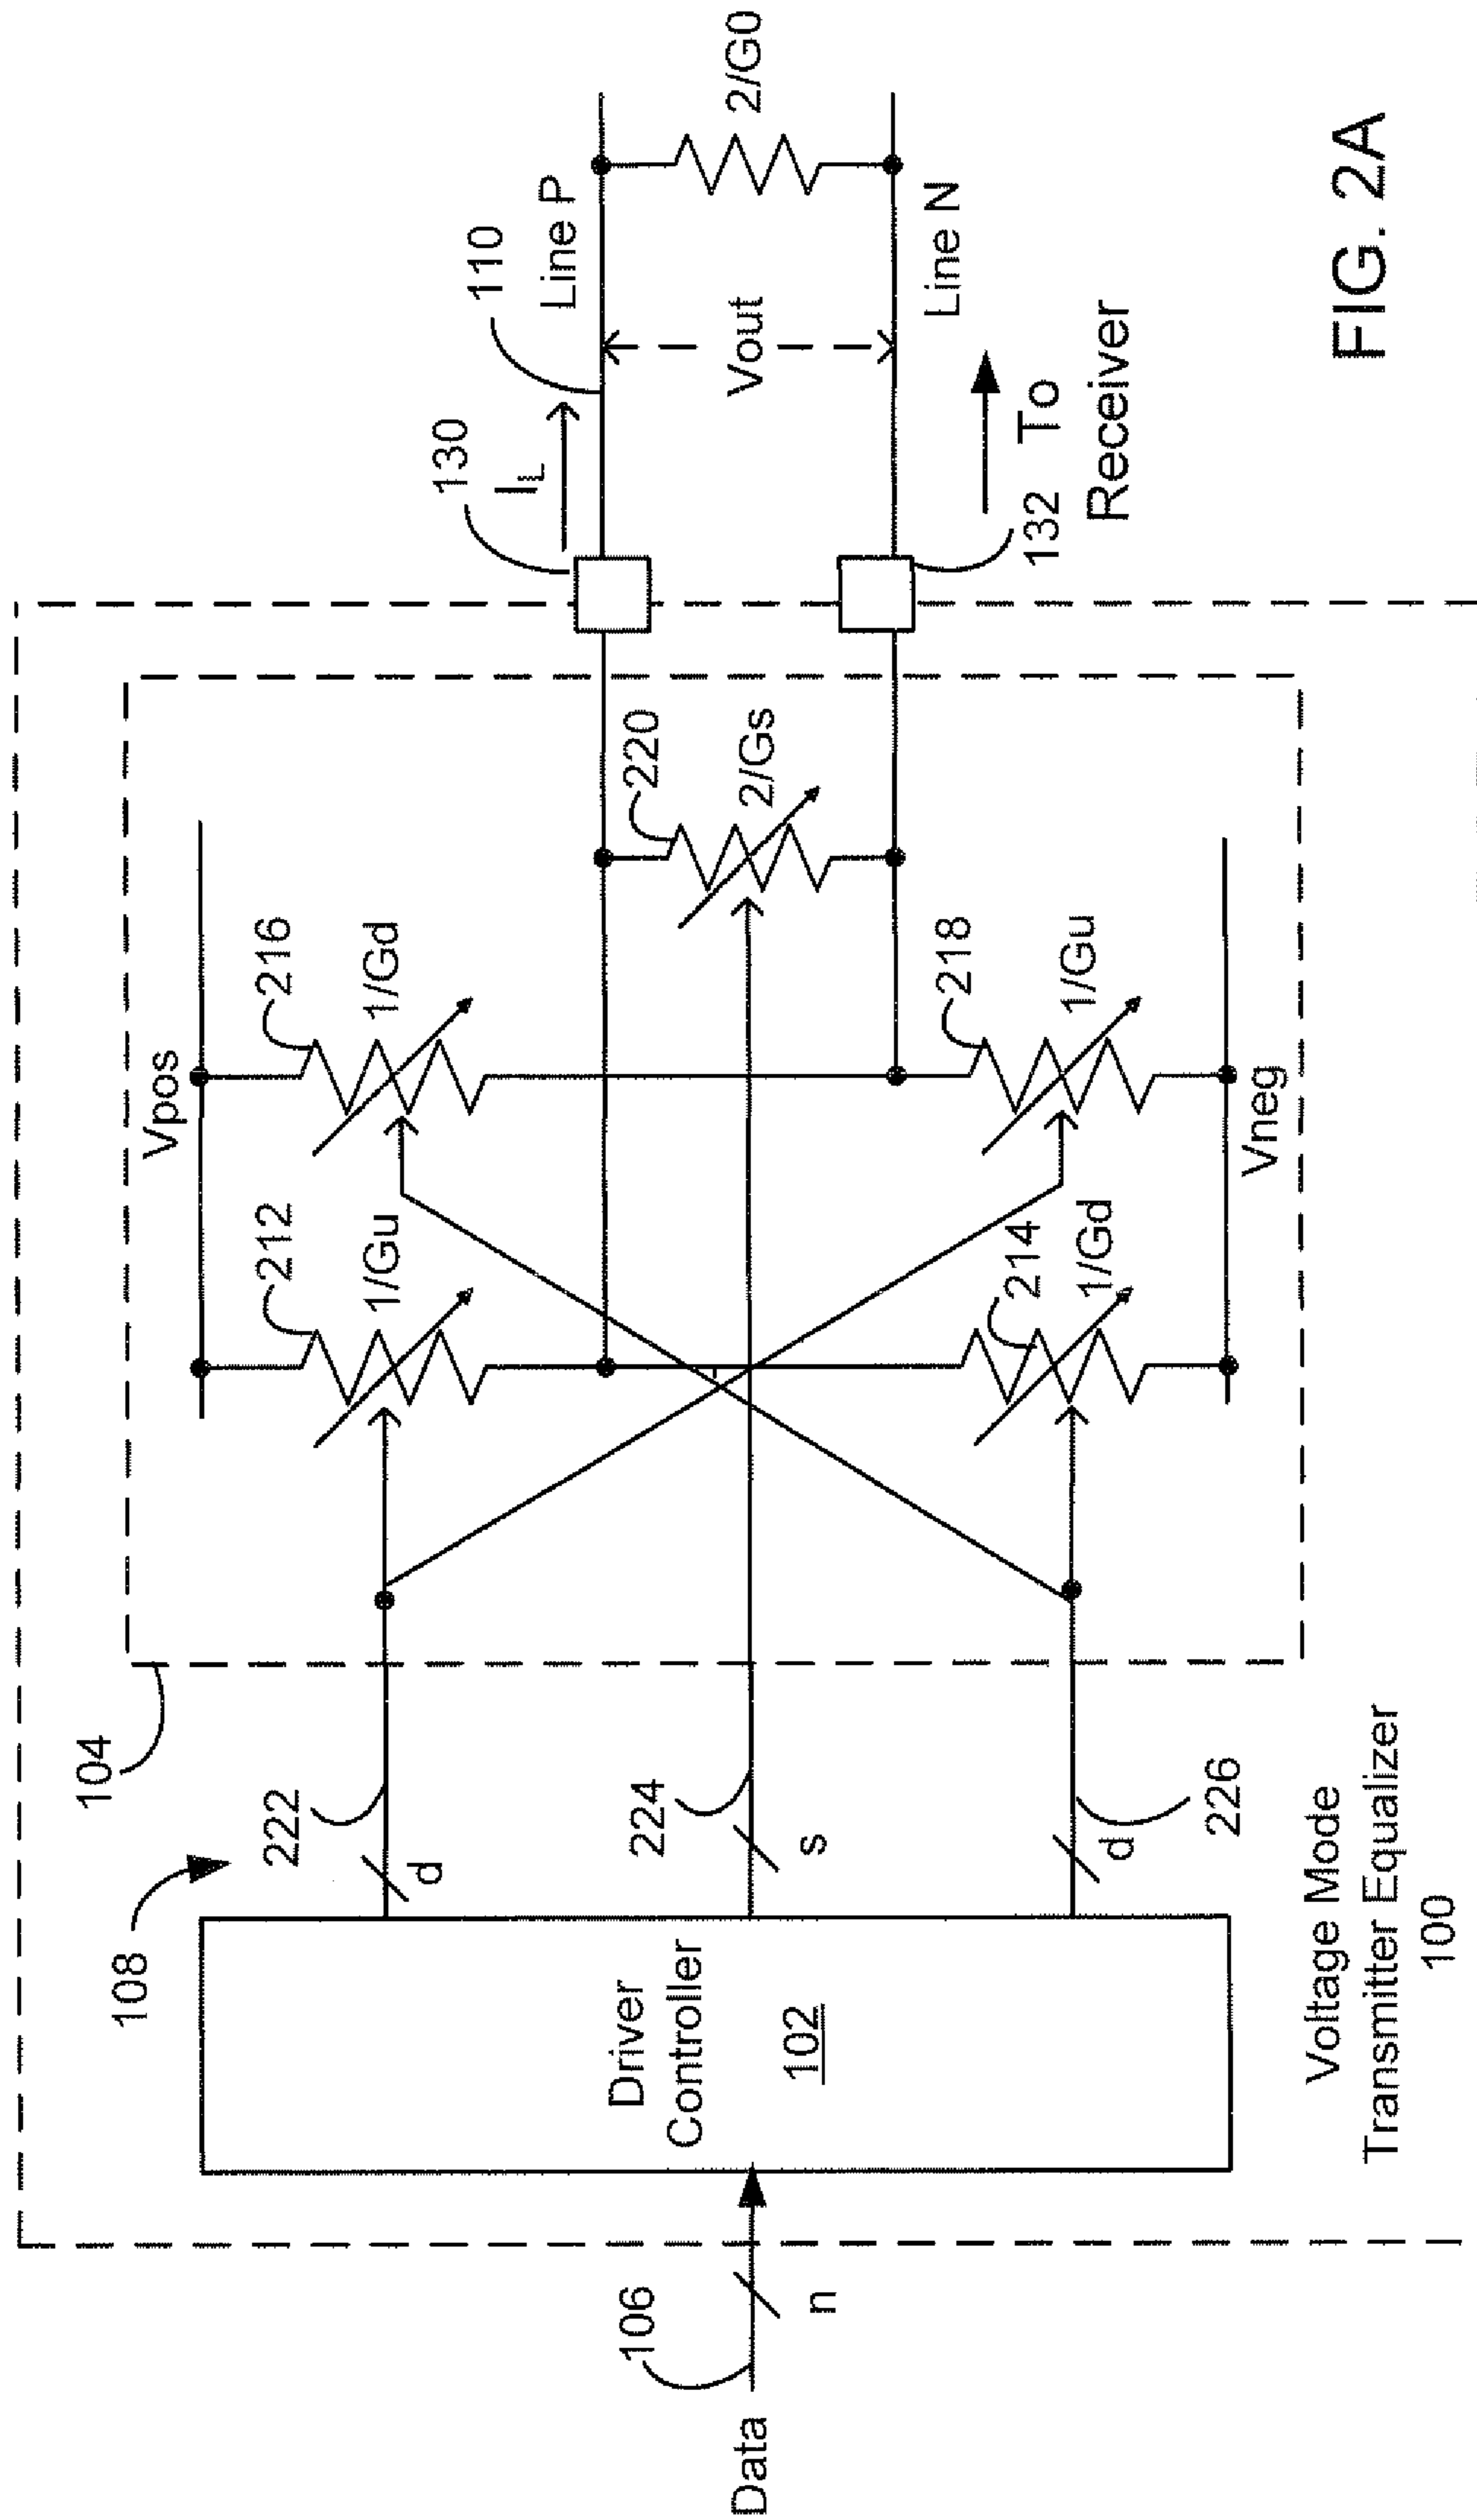 Data
106
n
108
Driver
Controller
102
222
d
224
s
226
d
104
Voltage Mode
Transmitter Equalizer
100
Vpos
212
1/Gu
216
1/Gd
214
1/Gd
218
1/Gu
Vneg
220
2/Gs
130
IL
110
Line P
Vout
2/G0
Line N
132
To
Receiver
FIG. 2A